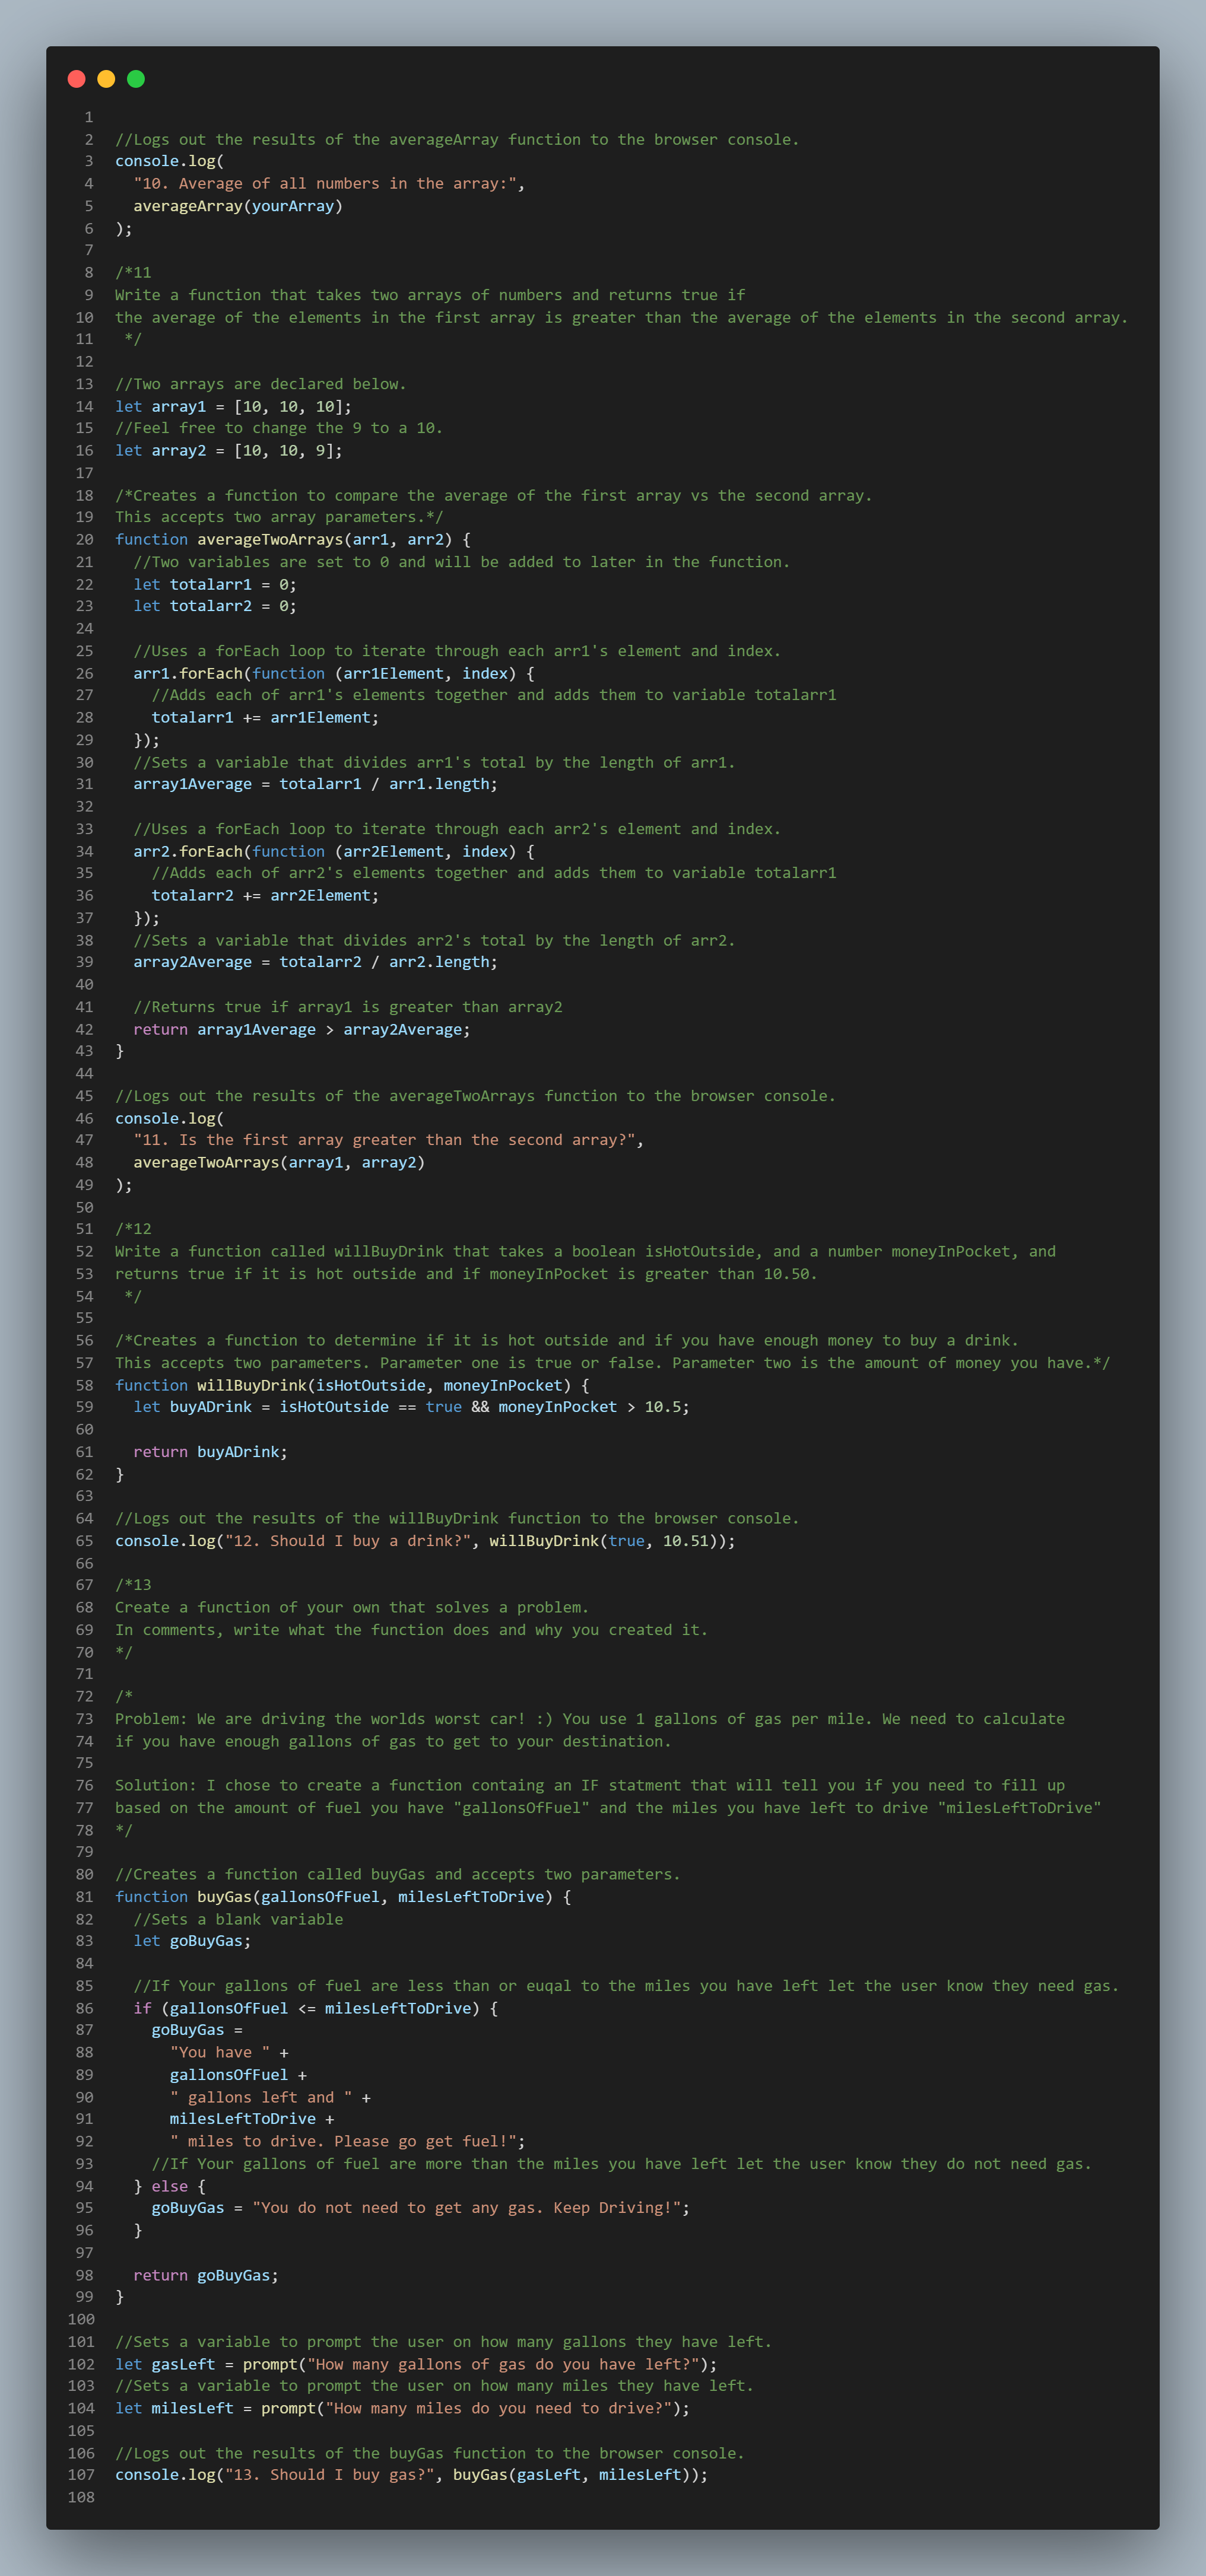 1
2 //Logs out the results of the averageArray function to the browser console.
3 console.log(
4   "10. Average of all numbers in the array:",
5   averageArray(yourArray)
6 );
7
8 /*11
9 Write a function that takes two arrays of numbers and returns true if
10 the average of the elements in the first array is greater than the average of the elements in the second array.
11  */
12
13 //Two arrays are declared below.
14 let array1 = [10, 10, 10];
15 //Feel free to change the 9 to a 10.
16 let array2 = [10, 10, 9];
17
18 /*Creates a function to compare the average of the first array vs the second array.
19 This accepts two array parameters.*/
20 function averageTwoArrays(arr1, arr2) {
21   //Two variables are set to 0 and will be added to later in the function.
22   let totalarr1 = 0;
23   let totalarr2 = 0;
24
25   //Uses a forEach loop to iterate through each arr1's element and index.
26   arr1.forEach(function (arr1Element, index) {
27     //Adds each of arr1's elements together and adds them to variable totalarr1
28     totalarr1 += arr1Element;
29   });
30   //Sets a variable that divides arr1's total by the length of arr1.
31   array1Average = totalarr1 / arr1.length;
32
33   //Uses a forEach loop to iterate through each arr2's element and index.
34   arr2.forEach(function (arr2Element, index) {
35     //Adds each of arr2's elements together and adds them to variable totalarr1
36     totalarr2 += arr2Element;
37   });
38   //Sets a variable that divides arr2's total by the length of arr2.
39   array2Average = totalarr2 / arr2.length;
40
41   //Returns true if array1 is greater than array2
42   return array1Average > array2Average;
43 }
44
45 //Logs out the results of the averageTwoArrays function to the browser console.
46 console.log(
47   "11. Is the first array greater than the second array?",
48   averageTwoArrays(array1, array2)
49 );
50
51 /*12
52 Write a function called willBuyDrink that takes a boolean isHotOutside, and a number moneyInPocket, and
53 returns true if it is hot outside and if moneyInPocket is greater than 10.50.
54  */
55
56 /*Creates a function to determine if it is hot outside and if you have enough money to buy a drink.
57 This accepts two parameters. Parameter one is true or false. Parameter two is the amount of money you have.*/
58 function willBuyDrink(isHotOutside, moneyInPocket) {
59   let buyADrink = isHotOutside == true && moneyInPocket > 10.5;
60
61   return buyADrink;
62 }
63
64 //Logs out the results of the willBuyDrink function to the browser console.
65 console.log("12. Should I buy a drink?", willBuyDrink(true, 10.51));
66
67 /*13
68 Create a function of your own that solves a problem.
69 In comments, write what the function does and why you created it.
70 */
71
72 /*
73 Problem: We are driving the worlds worst car! :) You use 1 gallons of gas per mile. We need to calculate
74 if you have enough gallons of gas to get to your destination.
75
76 Solution: I chose to create a function containg an IF statment that will tell you if you need to fill up
77 based on the amount of fuel you have "gallonsOfFuel" and the miles you have left to drive "milesLeftToDrive"
78 */
79
80 //Creates a function called buyGas and accepts two parameters.
81 function buyGas(gallonsOfFuel, milesLeftToDrive) {
82   //Sets a blank variable
83   let goBuyGas;
84
85   //If Your gallons of fuel are less than or euqal to the miles you have left let the user know they need gas.
86   if (gallonsOfFuel <= milesLeftToDrive) {
87     goBuyGas =
88       "You have " +
89       gallonsOfFuel +
90       " gallons left and " +
91       milesLeftToDrive +
92       " miles to drive. Please go get fuel!";
93     //If Your gallons of fuel are more than the miles you have left let the user know they do not need gas.
94   } else {
95     goBuyGas = "You do not need to get any gas. Keep Driving!";
96   }
97
98   return goBuyGas;
99 }
100
101 //Sets a variable to prompt the user on how many gallons they have left.
102 let gasLeft = prompt("How many gallons of gas do you have left?");
103 //Sets a variable to prompt the user on how many miles they have left.
104 let milesLeft = prompt("How many miles do you need to drive?");
105
106 //Logs out the results of the buyGas function to the browser console.
107 console.log("13. Should I buy gas?", buyGas(gasLeft, milesLeft));
108